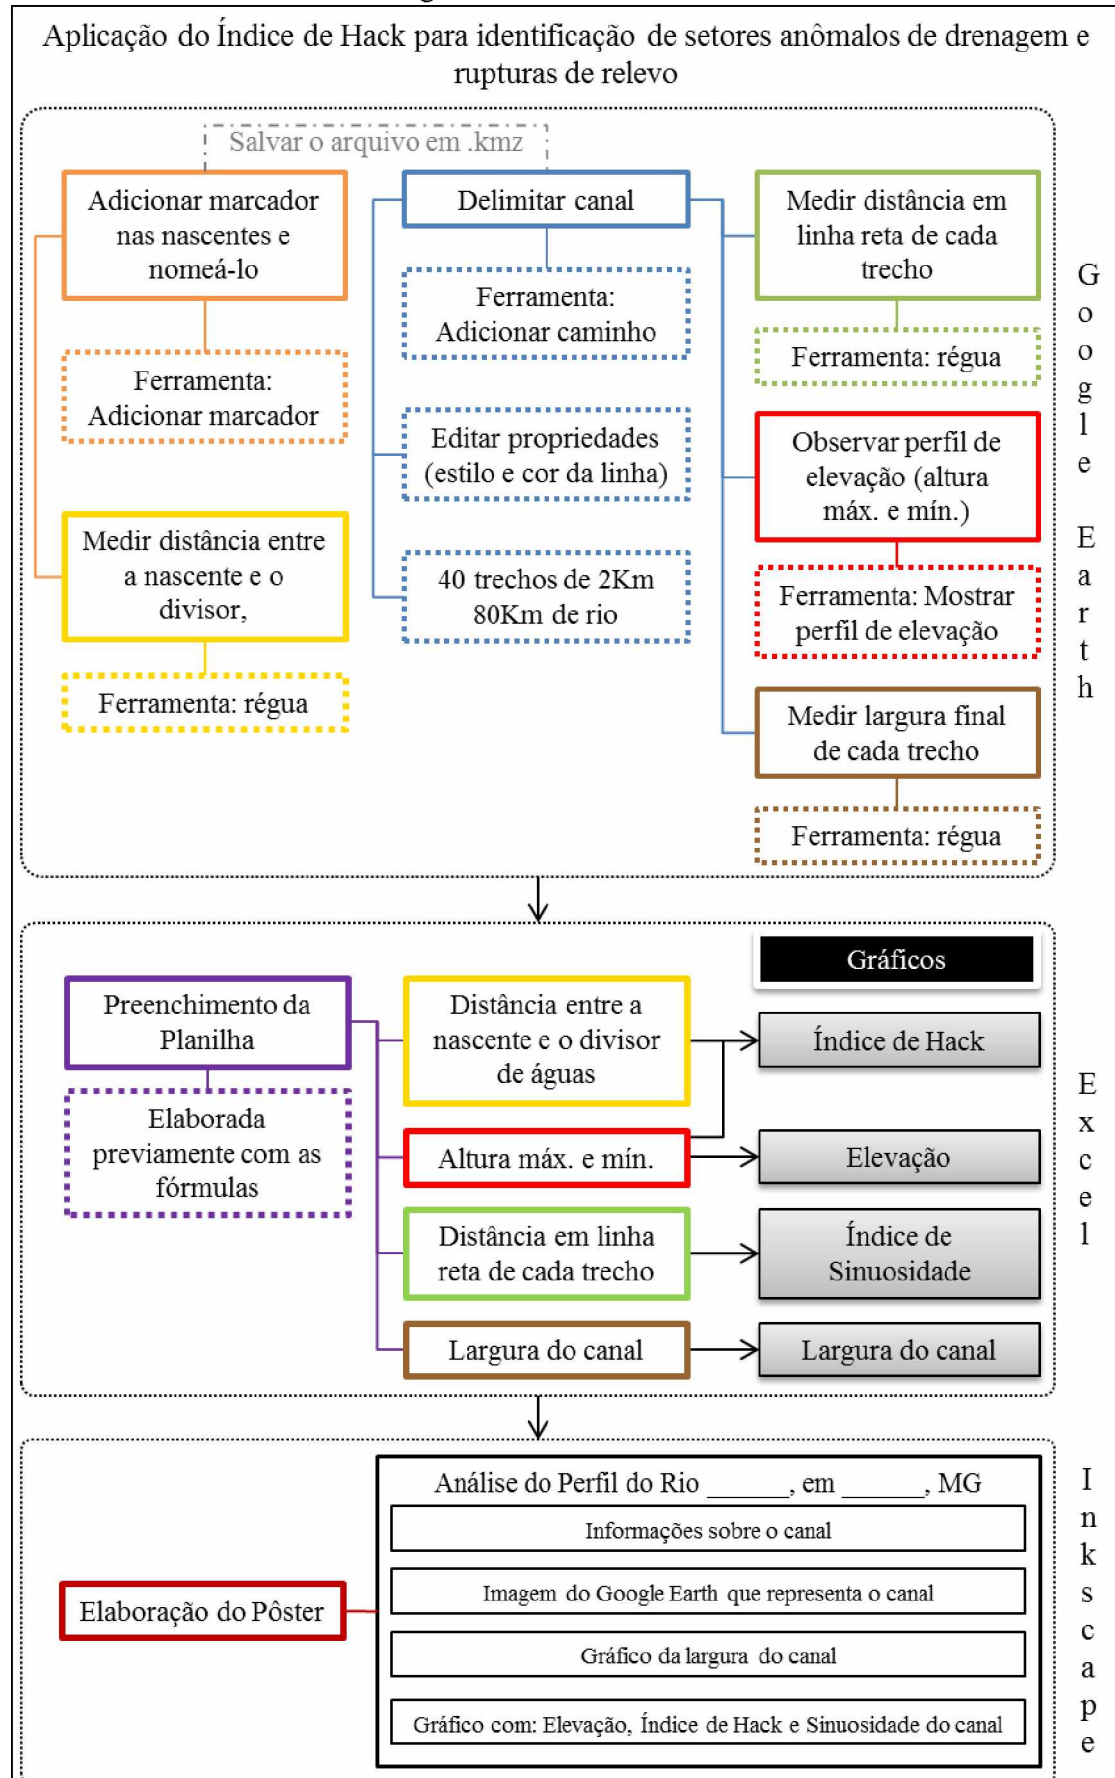 Aplicação do Índice de Hack para identificação de setores anômalos de drenagem e
rupturas de relevo
Salvar o arquivo em .kmz
Adicionar marcador
nas nascentes e
nomeá-lo
Ferramenta:
Adicionar marcador
Medir distância entre
a nascente e o
divisor,
Ferramenta: régua
Delimitar canal
Ferramenta:
Adicionar caminho
Editar propriedades
(estilo e cor da linha)
40 trechos de 2Km
80Km de rio
Medir distância em
linha reta de cada
trecho
Ferramenta: régua
Observar perfil de
elevação (altura
máx. e mín.)
Ferramenta: Mostrar
perfil de elevação
Medir largura final
de cada trecho
Ferramenta: régua
Google Earth
Preenchimento da
Planilha
Elaborada
previamente com as
fórmulas
Distância entre a
nascente e o divisor
de águas
Altura máx. e mín.
Distância em linha
reta de cada trecho
Largura do canal
Gráficos
Índice de Hack
Elevação
Índice de
Sinuosidade
Largura do canal
Excel
Elaboração do Pôster
Análise do Perfil do Rio ______, em ______, MG
Informações sobre o canal
Imagem do Google Earth que representa o canal
Gráfico da largura do canal
Gráfico com: Elevação, Índice de Hack e Sinuosidade do canal
Inkscape